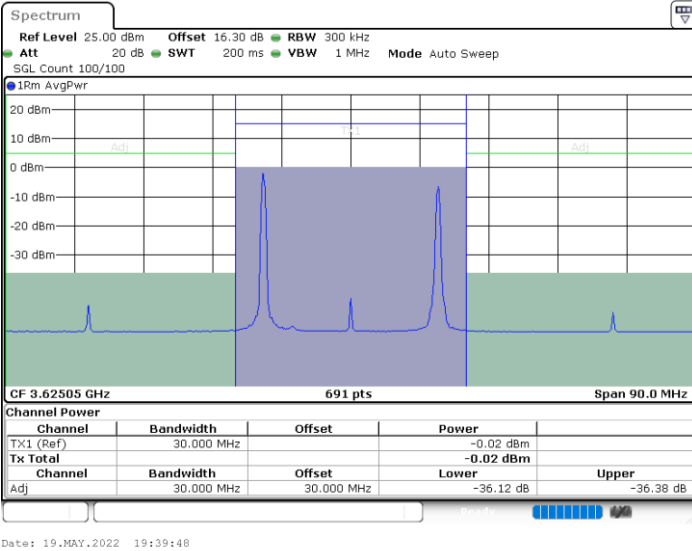 Spectrum
Ref Level 25.00 dBm Offset 16.30 dB RBW 300 kHz
Att 20 dB SWT 200 ms VBW 1 MHz Mode Auto Sweep
SGL Count 100/100
1Rm AvgPwr
20 dBm
TX1
10 dBm
Adj Adj
0 dBm
-10 dBm
-20 dBm
-30 dBm
CF 3.62505 GHz 691 pts Span 90.0 MHz
Channel Power
Channel Bandwidth Offset Power
TX1 (Ref) 30.000 MHz -0.02 dBm
Tx Total -0.02 dBm
Channel Bandwidth Offset Lower Upper
Adj 30.000 MHz 30.000 MHz -36.12 dB -36.38 dB
Ready
Date: 19.MAY.2022 19:39:48